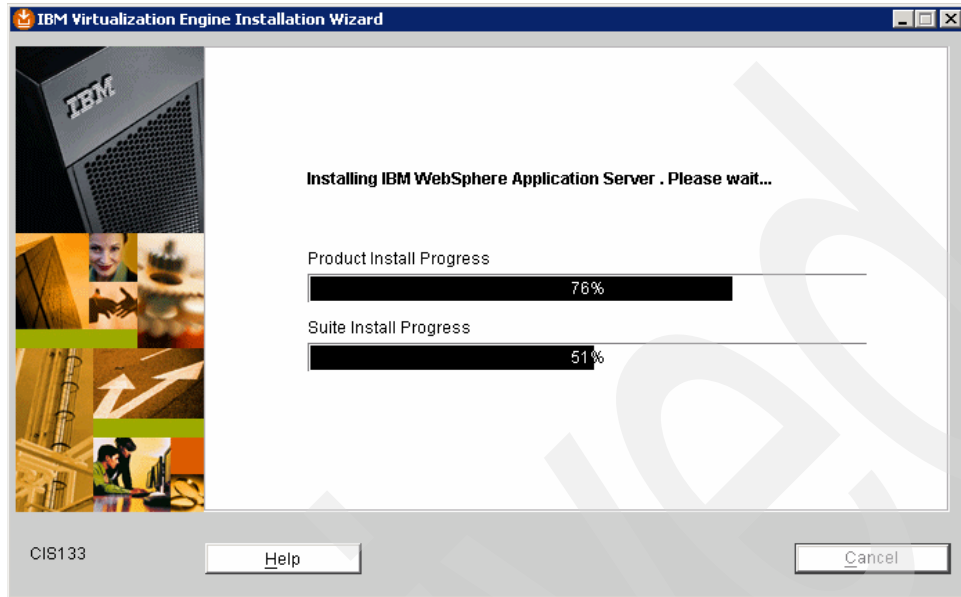 IBM Virtualization Engine Installation Wizard
IBM
Installing IBM WebSphere Application Server . Please wait...
Product Install Progress
76%
Suite Install Progress
51%
CIS133
Help
Cancel